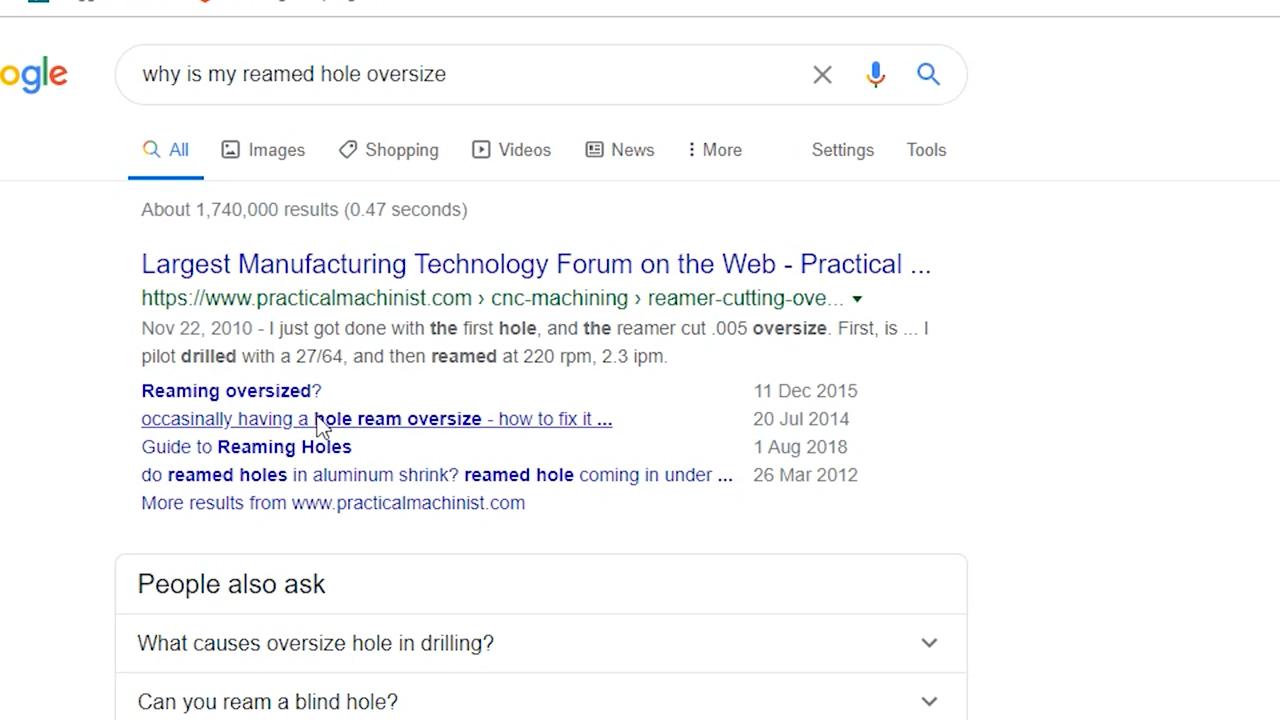 ogle
why is my reamed hole oversize
All Images Shopping Videos News More Settings Tools
About 1,740,000 results (0.47 seconds)
Largest Manufacturing Technology Forum on the Web - Practical ...
https://www.practicalmachinist.com › cnc-machining › reamer-cutting-ove...
Nov 22, 2010 - I just got done with the first hole, and the reamer cut .005 oversize. First, is ... I
pilot drilled with a 27/64, and then reamed at 220 rpm, 2.3 ipm.
Reaming oversized? 11 Dec 2015
occasinally having a hole ream oversize - how to fix it ... 20 Jul 2014
Guide to Reaming Holes 1 Aug 2018
do reamed holes in aluminum shrink? reamed hole coming in under ... 26 Mar 2012
More results from www.practicalmachinist.com
People also ask
What causes oversize hole in drilling?
Can you ream a blind hole?